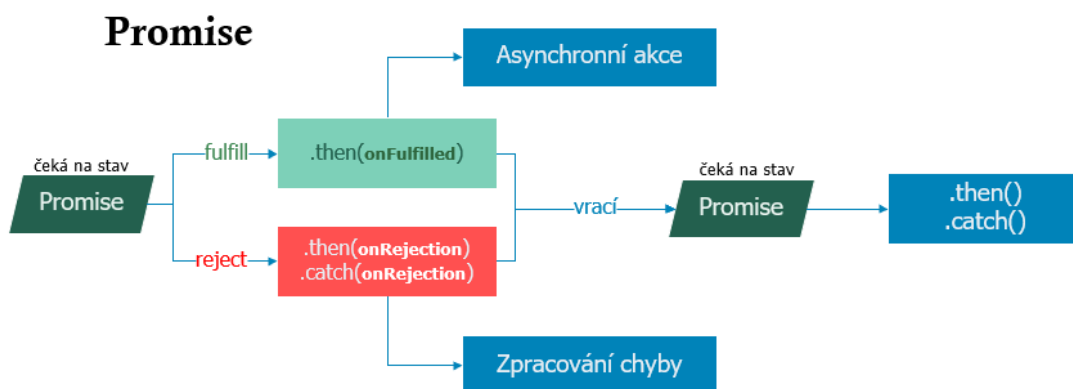 Promise
Asynchronní akce
čeká na stav
Promise
fulfill
.then(onFulfilled)
reject
.then(onRejection)
.catch(onRejection)
vrací
čeká na stav
Promise
.then()
.catch()
Zpracování chyby